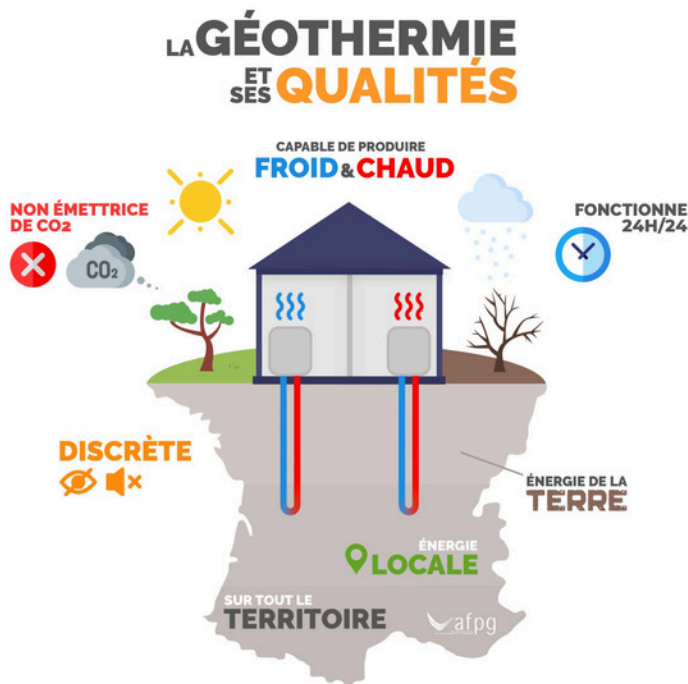 LA GÉOTHERMIE
ET SES QUALITÉS
CAPABLE DE PRODUIRE
FROID & CHAUD
NON ÉMETTRICE
DE CO2
CO₂
FONCTIONNE
24H/24
DISCRÈTE
ÉNERGIE DE LA
TERRE
ÉNERGIE
LOCALE
SUR TOUT LE
TERRITOIRE
afpg